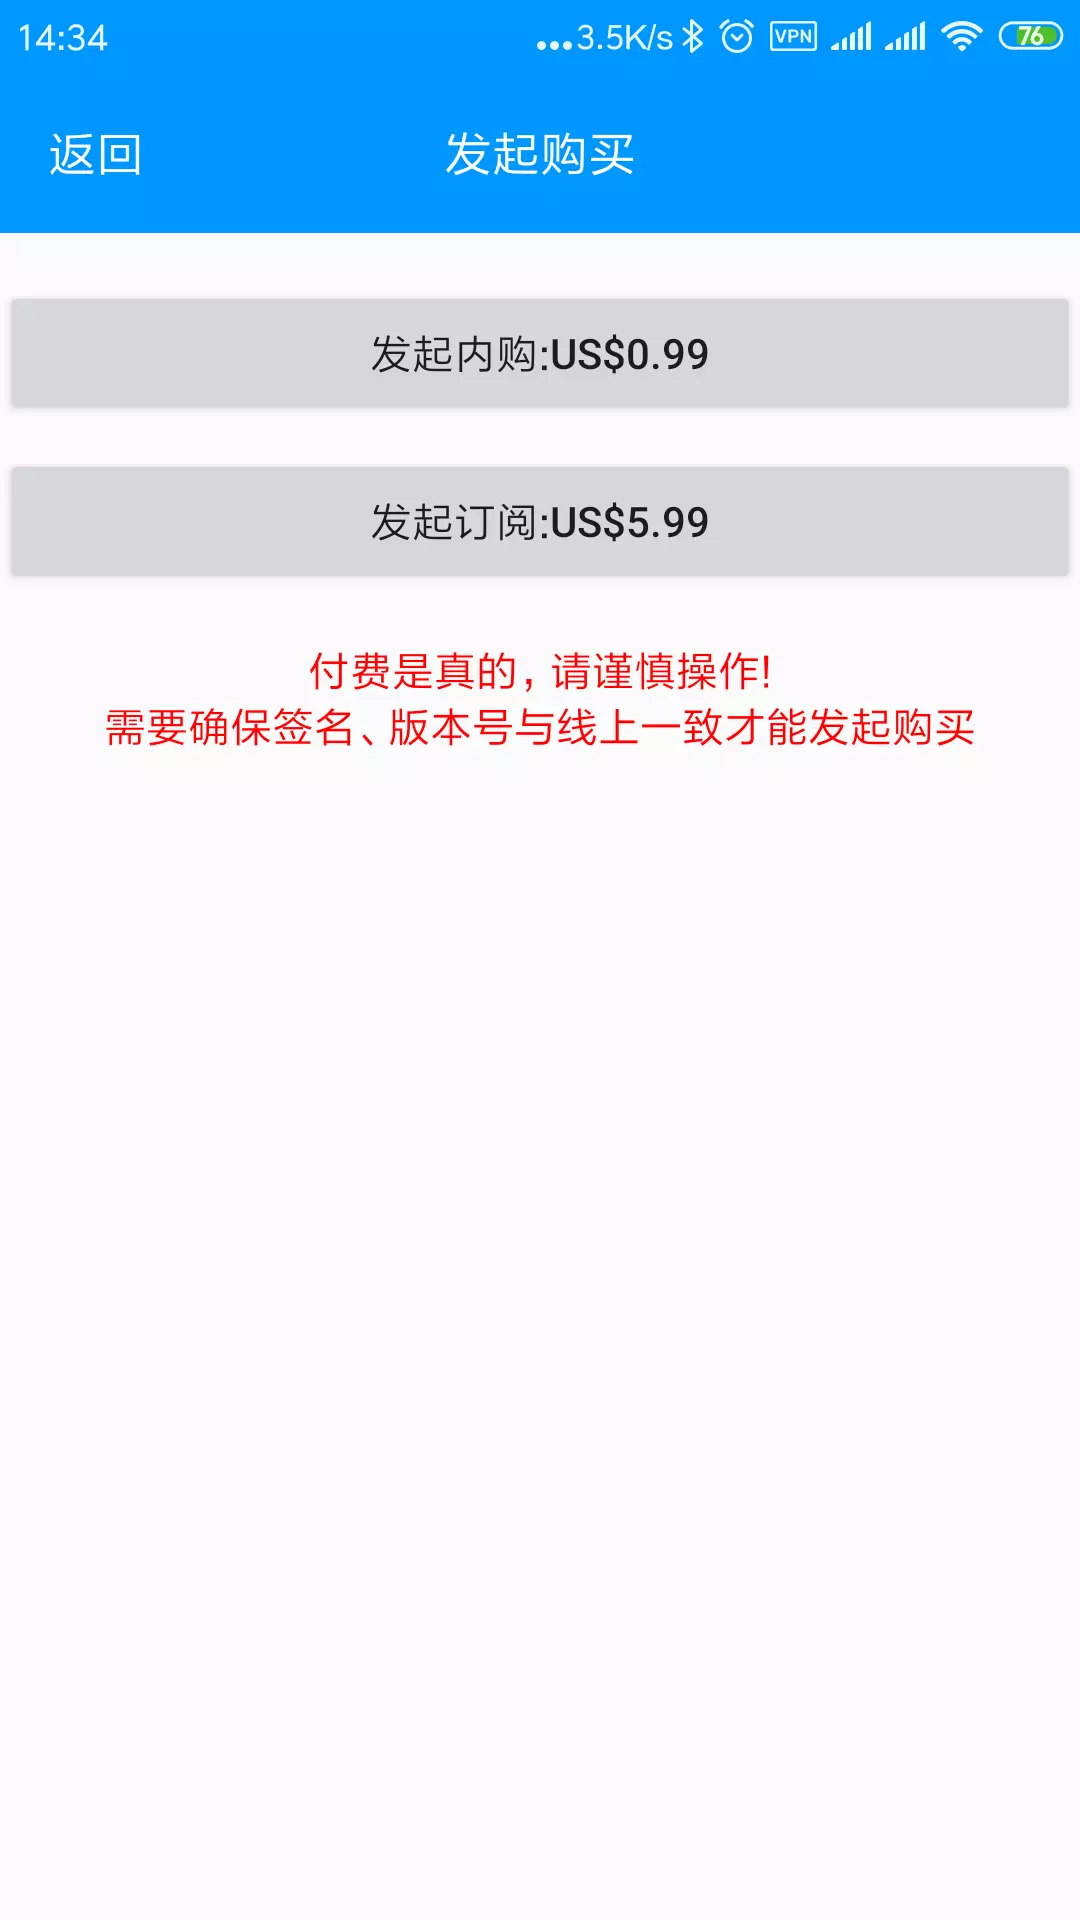 14:34
...3.5K/s
VPN
76
返回
发起购买
发起内购:US$0.99
发起订阅:US$5.99
付费是真的，请谨慎操作!
需要确保签名、版本号与线上一致才能发起购买